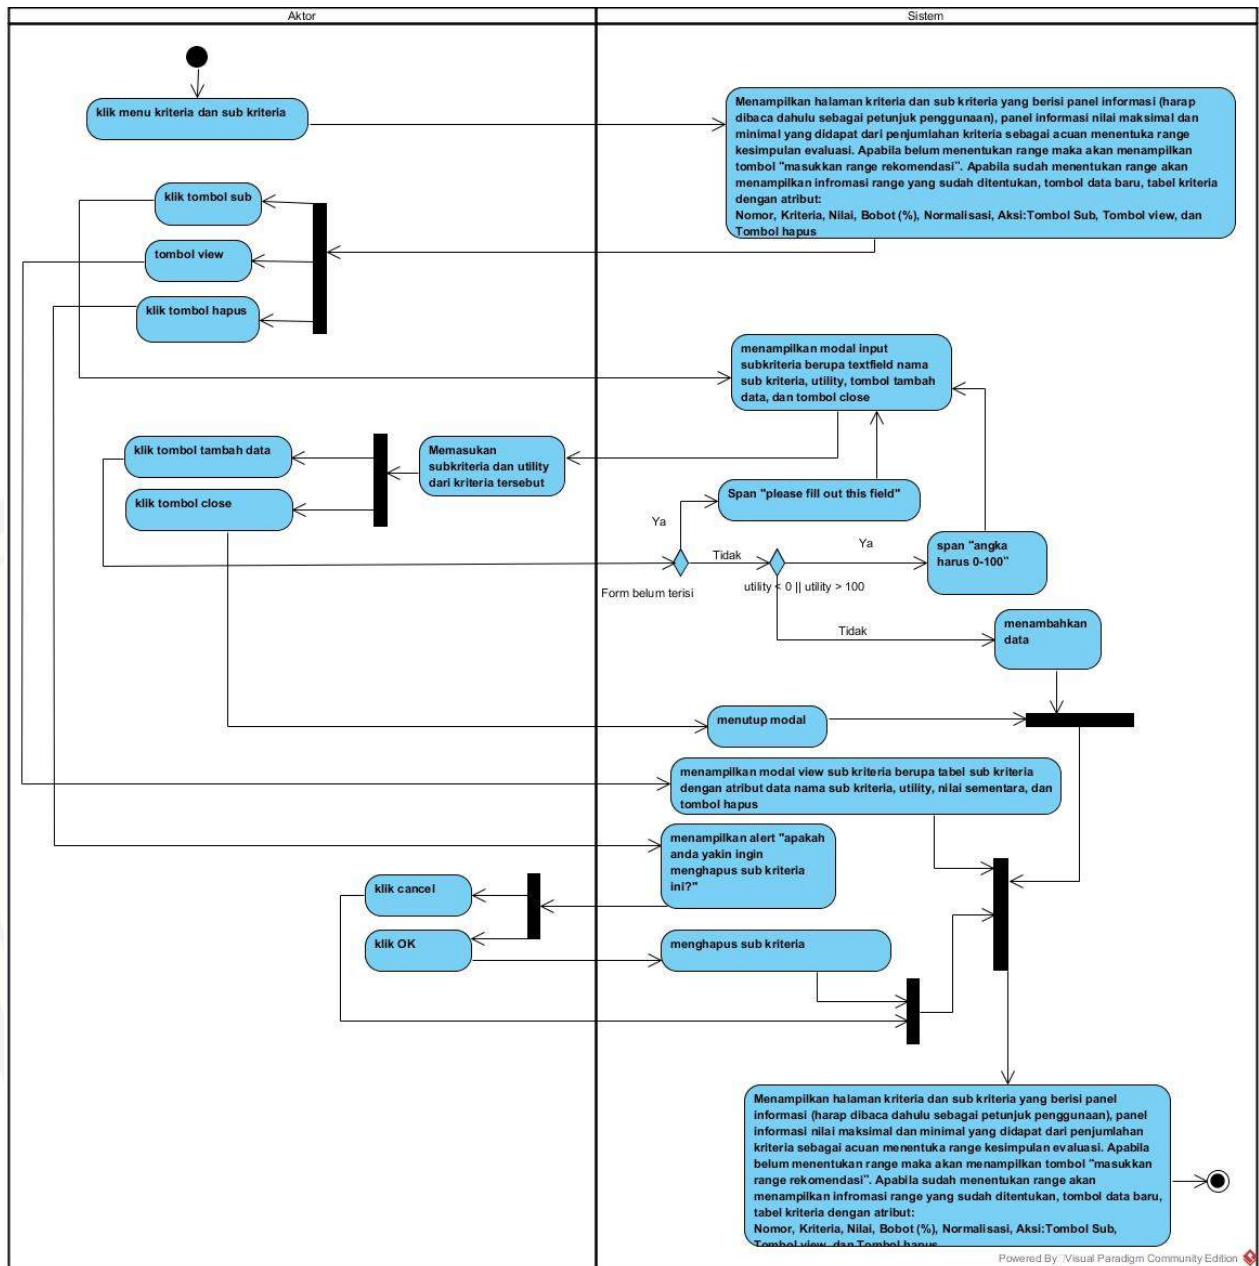 Aktor
Sistem
klik menu kriteria dan sub kriteria
Menampilkan halaman kriteria dan sub kriteria yang berisi panel informasi (harap
dibaca dahulu sebagai petunjuk penggunaan), panel informasi nilai maksimal dan
minimal yang didapat dari penjumlahan kriteria sebagai acuan menentuka range
kesimpulan evaluasi. Apabila belum menentukan range maka akan menampilkan
tombol "masukkan range rekomendasi". Apabila sudah menentukan range akan
menampilkan infromasi range yang sudah ditentukan, tombol data baru, tabel kriteria
dengan atribut:
Nomor, Kriteria, Nilai, Bobot (%), Normalisasi, Aksi:Tombol Sub, Tombol view, dan
Tombol hapus
klik tombol sub
tombol view
klik tombol hapus
menampilkan modal input
subkriteria berupa textfield nama
sub kriteria, utility, tombol tambah
data, dan tombol close
klik tombol tambah data
klik tombol close
Memasukan
subkriteria dan utility
dari kriteria tersebut
Span "please fill out this field"
Ya
Tidak
Ya
Form belum terisi
utility < 0 || utility > 100
span "angka
harus 0-100"
Tidak
menambahkan
data
menutup modal
menampilkan modal view sub kriteria berupa tabel sub kriteria
dengan atribut data nama sub kriteria, utility, nilai sementara, dan
tombol hapus
menampilkan alert "apakah
anda yakin ingin
menghapus sub kriteria
ini?"
klik cancel
klik OK
menghapus sub kriteria
Menampilkan halaman kriteria dan sub kriteria yang berisi panel
informasi (harap dibaca dahulu sebagai petunjuk penggunaan), panel
informasi nilai maksimal dan minimal yang didapat dari penjumlahan
kriteria sebagai acuan menentuka range kesimpulan evaluasi. Apabila
belum menentukan range maka akan menampilkan tombol "masukkan
range rekomendasi". Apabila sudah menentukan range akan
menampilkan infromasi range yang sudah ditentukan, tombol data baru,
tabel kriteria dengan atribut:
Nomor, Kriteria, Nilai, Bobot (%), Normalisasi, Aksi:Tombol Sub,
Tombol view, dan Tombol hapus
Powered By Visual Paradigm Community Edition